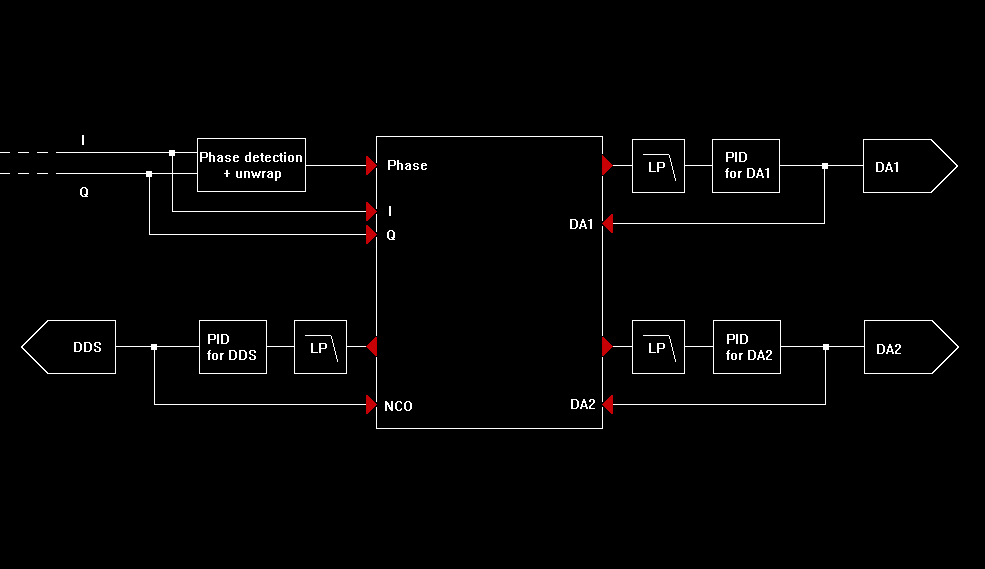 I
Phase detection
+ unwrap
Q
Phase
I
Q
LP
PID
for DA1
DA1
DA1
DDS
PID
for DDS
LP
LP
PID
for DA2
DA2
NCO
DA2